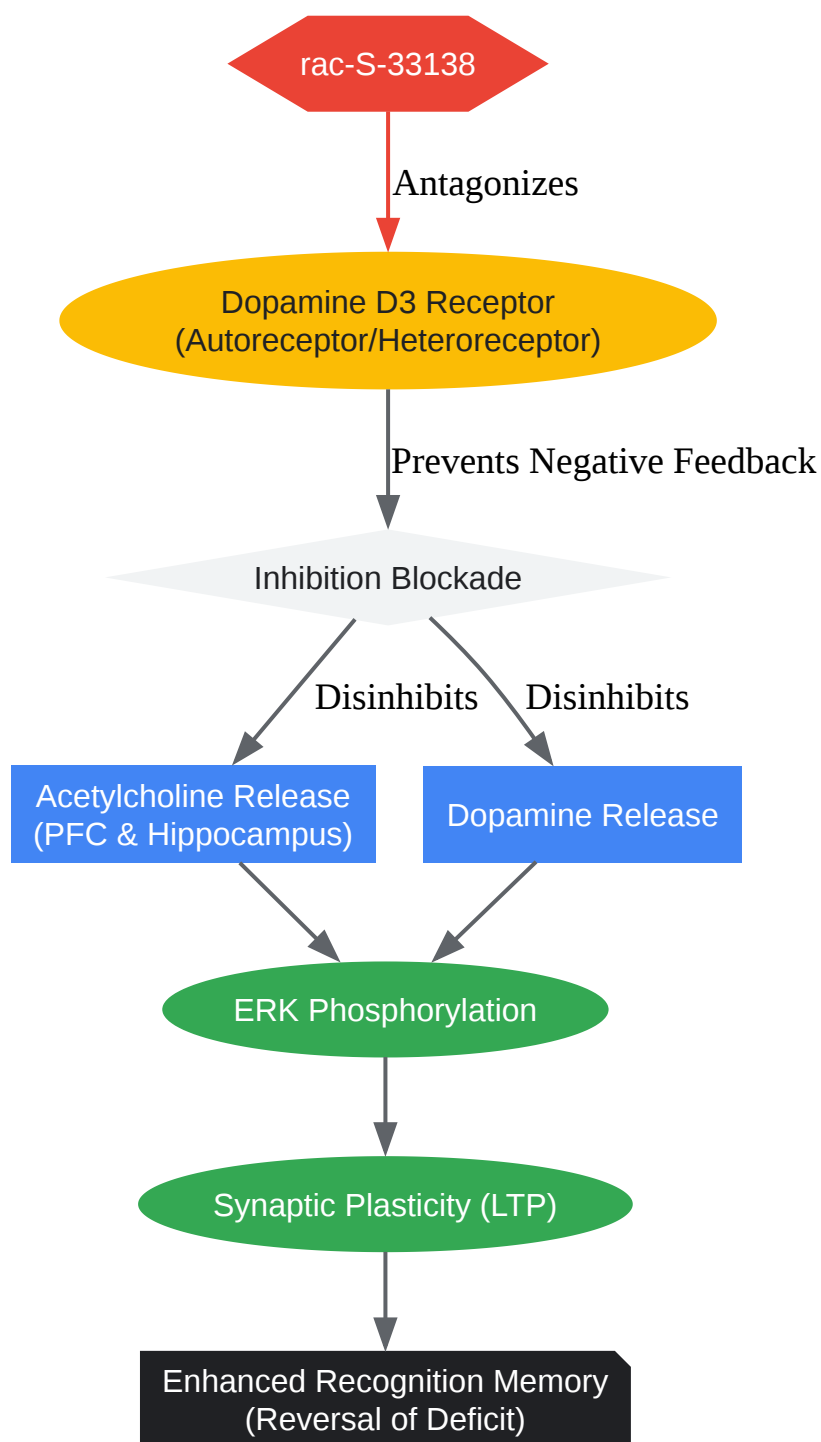 rac-S-33138
Antagonizes
Dopamine D3 Receptor
(Autoreceptor/Heteroreceptor)
Prevents Negative Feedback
Inhibition Blockade
Disinhibits
Disinhibits
Acetylcholine Release
(PFC & Hippocampus)
Dopamine Release
ERK Phosphorylation
Synaptic Plasticity (LTP)
Enhanced Recognition Memory
(Reversal of Deficit)